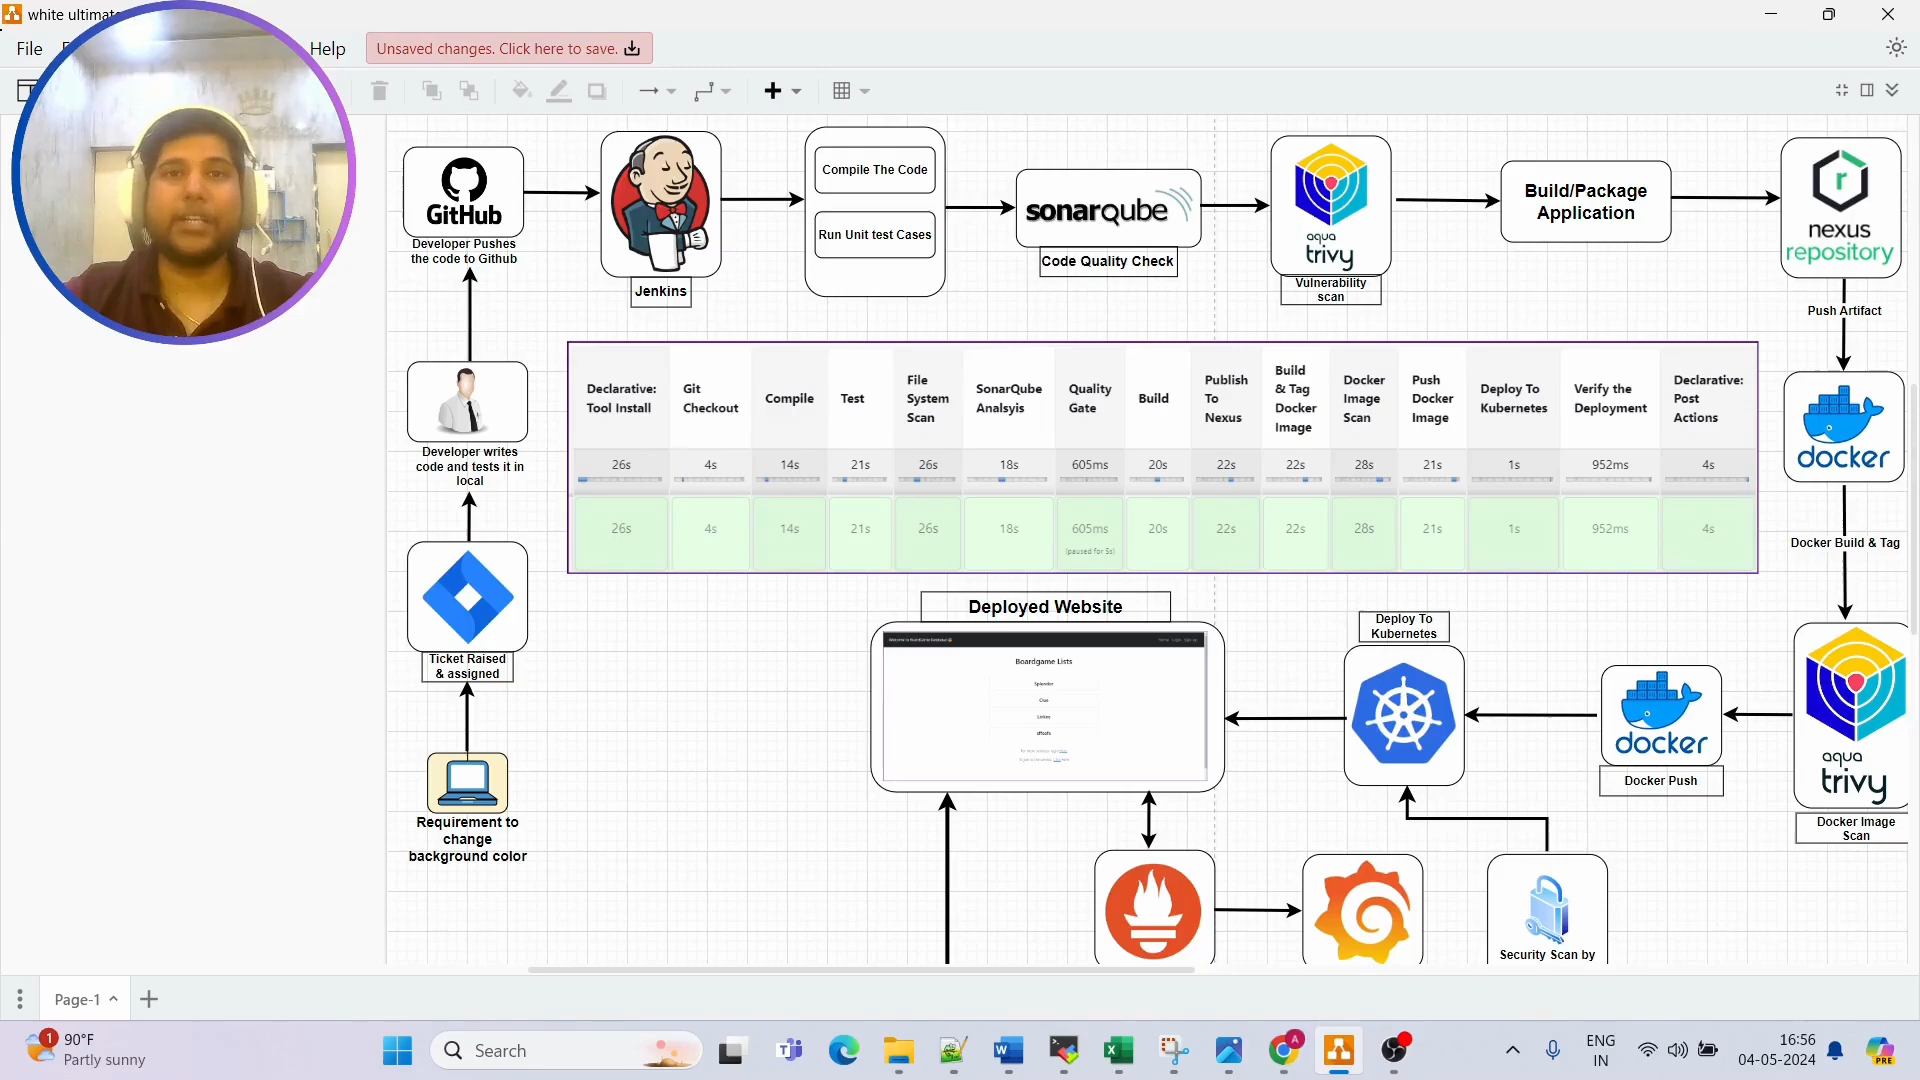 white ultimat
File
Help
Unsaved changes. Click here to save.
GitHub
Developer Pushes
the code to Github
Jenkins
Compile The Code
Run Unit test Cases
sonarqube
Code Quality Check
aqua
trivy
Vulnerability
scan
Build/Package
Application
nexus
repository
Push Artifact
Developer writes
code and tests it in
local
Declarative:
Tool Install
Git
Checkout
Compile
Test
File
System
Scan
SonarQube
Analsyis
Quality
Gate
Build
Publish
To
Nexus
Build
& Tag
Docker
Image
Docker
Image
Scan
Push
Docker
Image
Deploy To
Kubernetes
Verify the
Deployment
Declarative:
Post
Actions
26s 4s 14s 21s 26s 18s 605ms 20s 22s 22s 28s 21s 1s 952ms 4s
26s 4s 14s 21s 26s 18s 605ms 20s 22s 22s 28s 21s 1s 952ms 4s
(paused for 5s)
docker
Docker Build & Tag
Ticket Raised
& assigned
Deployed Website
Boardgame Lists
Splendor
Clue
Linkee
Deploy To
Kubernetes
docker
Docker Push
aqua
trivy
Docker Image
Scan
Requirement to
change
background color
Security Scan by
Page-1
90°F
Partly sunny
1
Search
A
ENG
IN
16:56
04-05-2024
PRE